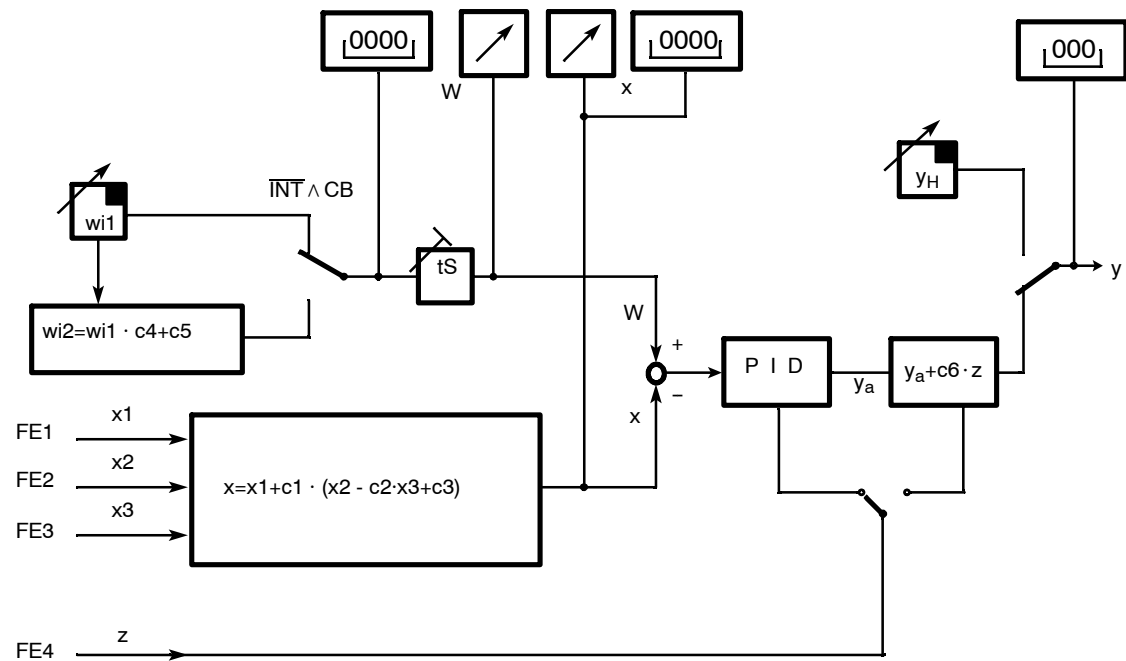 0000
0000
000
W
x
y_H
INT ∧ CB
wi1
tS
y
wi2=wi1 · c4+c5
W
+
P I D
y_a
y_a+c6·z
−
x
x1
FE1
x2
FE2
x=x1+c1 · (x2 - c2·x3+c3)
x3
FE3
z
FE4